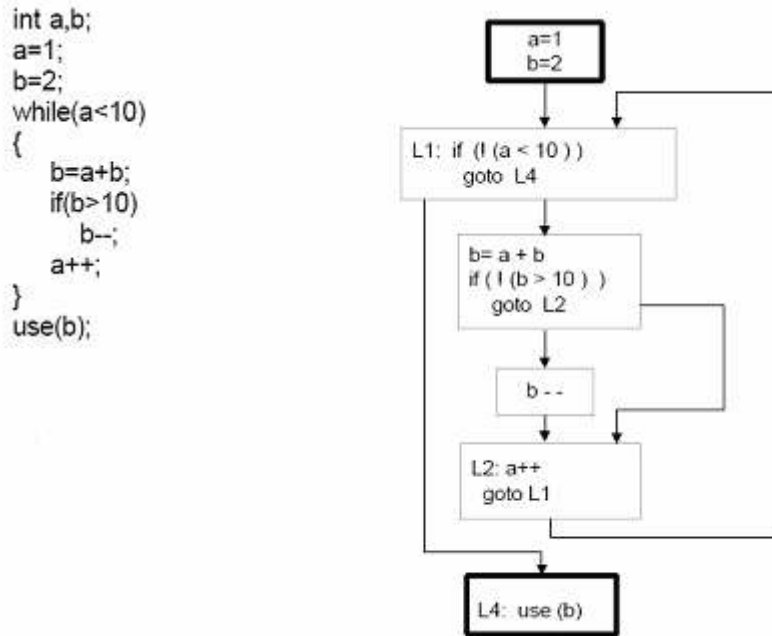 int a,b;
a=1;
b=2;
while(a<10)
{
b=a+b;
if(b>10)
b--;
a++;
}
use(b);
a=1
b=2
L1: if (! (a < 10 ) )
goto L4
b= a + b
if ( ! (b > 10 ) )
goto L2
b - -
L2: a++
goto L1
L4: use (b)